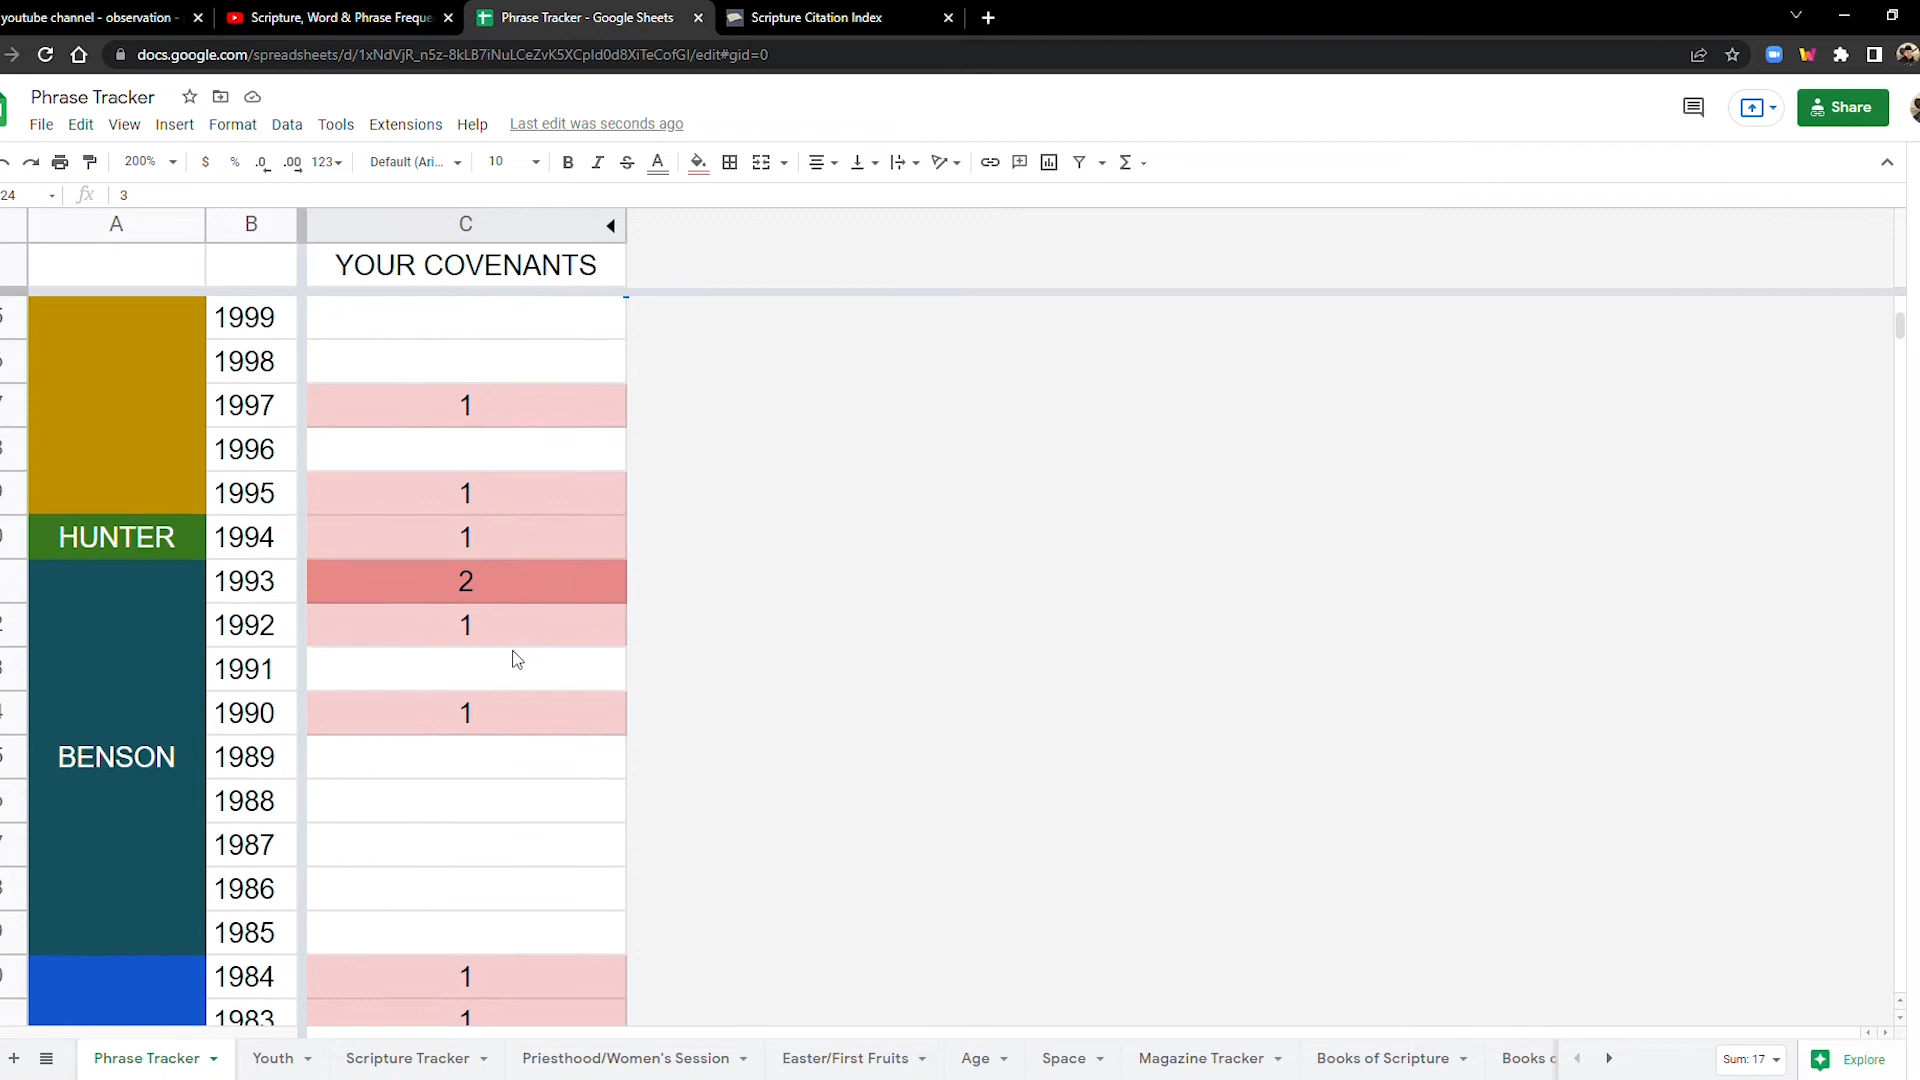 youtube channel - observation -
Scripture, Word & Phrase Freque
Phrase Tracker - Google Sheets
Scripture Citation Index
docs.google.com/spreadsheets/d/1xNdVjR_n5z-8kLB7iNuLCeZvK5XCpId0d8XiTeCofGI/edit#gid=0
Phrase Tracker
Share
File Edit View Insert Format Data Tools Extensions Help Last edit was seconds ago
200% $ % .0 .00 123 Default (Ari... 10 B I S A
24 fx 3
A B C
YOUR COVENANTS
1999
1998
1997 1
1996
1995 1
HUNTER 1994 1
1993 2
1992 1
1991
1990 1
BENSON 1989
1988
1987
1986
1985
1984 1
1983 1
Phrase Tracker Youth Scripture Tracker Priesthood/Women's Session Easter/First Fruits Age Space Magazine Tracker Books of Scripture Books Sum: 17 Explore